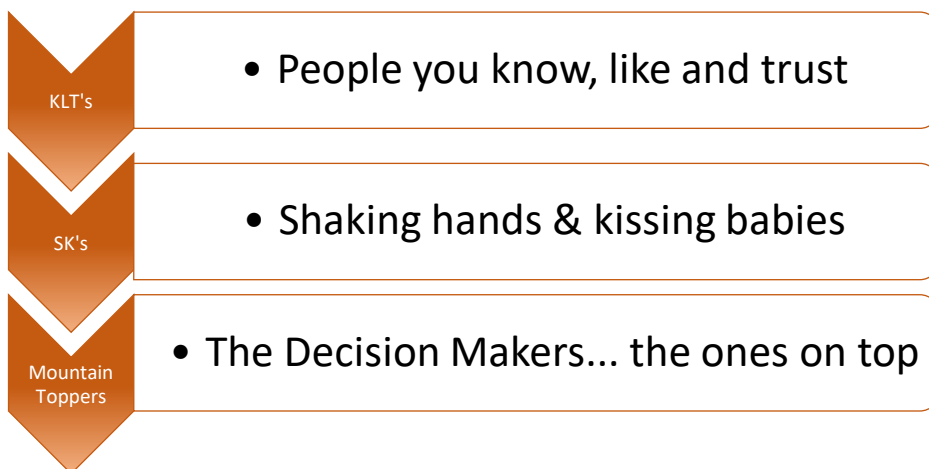 KLT's
• People you know, like and trust
SK's
• Shaking hands & kissing babies
Mountain
Toppers
• The Decision Makers... the ones on top